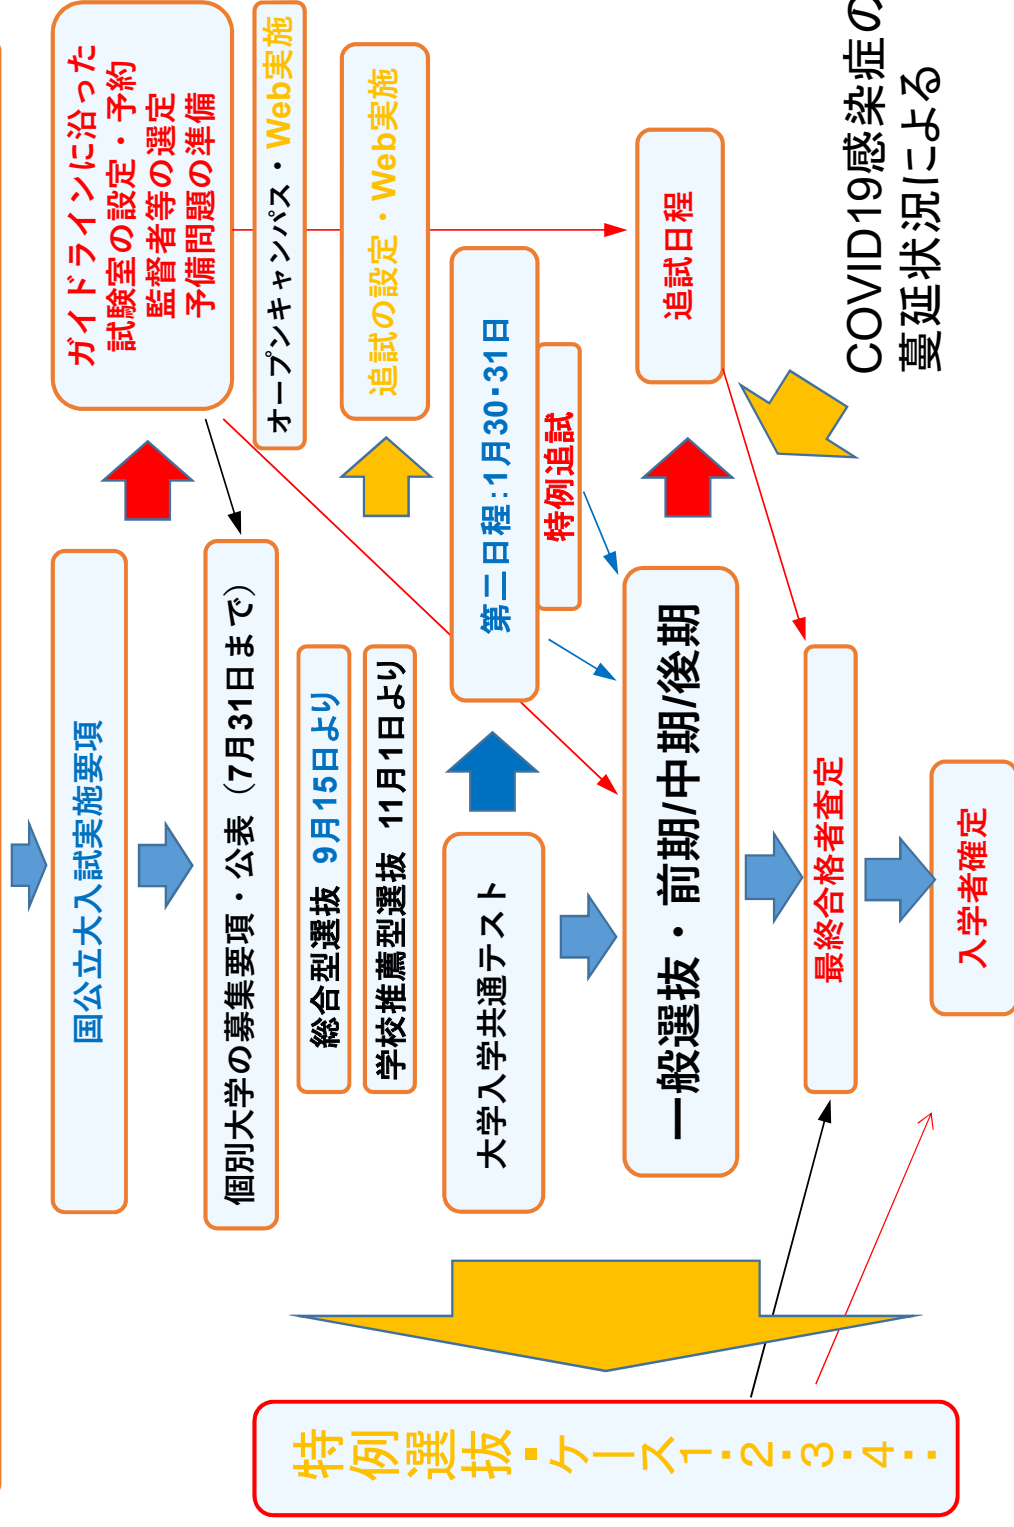 国公立大入試実施要項
ガイドラインに沿った
試験室の設定・予約
監督者等の選定
予備問題の準備
個別大学の募集要項・公表（7月31日まで）
オープンキャンパス・Web実施
総合型選抜 9月15日より
追試の設定・Web実施
学校推薦型選抜 11月1日より
大学入学共通テスト
第二日程：1月30・31日
特例追試
一般選抜・前期/中期/後期
追試日程
最終合格者査定
入学者確定
特例選抜・ケース1・2・3・4・・
COVID19感染症の
蔓延状況による